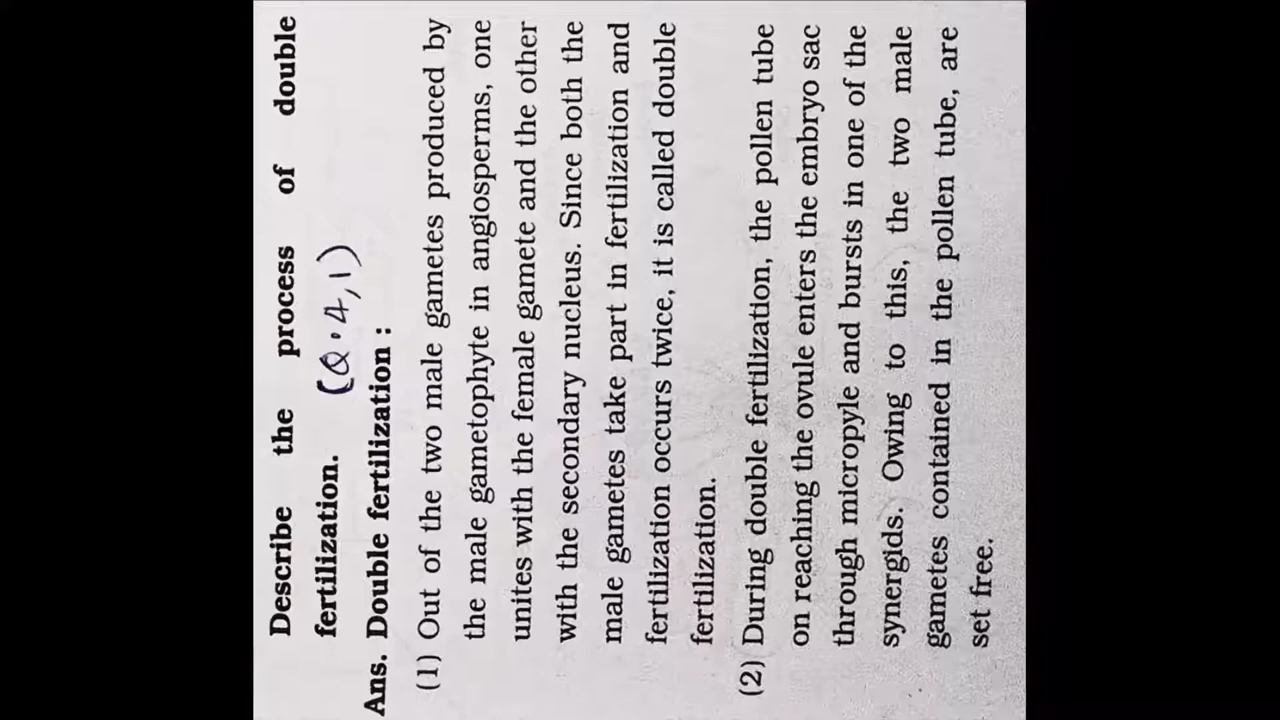 Describe the process of double
fertilization. (Q.4,1)
Ans. Double fertilization :
(1) Out of the two male gametes produced by
the male gametophyte in angiosperms, one
unites with the female gamete and the other
with the secondary nucleus. Since both the
male gametes take part in fertilization and
fertilization occurs twice, it is called double
fertilization.
(2) During double fertilization, the pollen tube
on reaching the ovule enters the embryo sac
through micropyle and bursts in one of the
synergids. Owing to this, the two male
gametes contained in the pollen tube, are
set free.